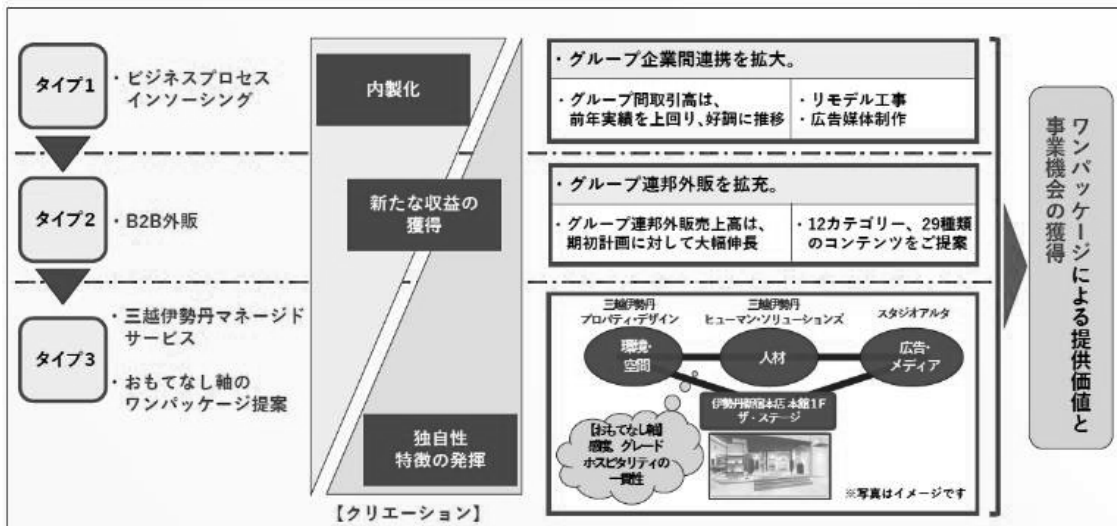 タイプ1
・ビジネスプロセス
インソーシング
内製化
・グループ企業間連携を拡大。
・グループ間取引高は、
前年実績を上回り、好調に推移
・リモデル工事
・広告媒体制作
タイプ2
・B2B外販
新たな収益の
獲得
・グループ連邦外販を拡充。
・グループ連邦外販売上高は、
期初計画に対して大幅伸長
・12カテゴリー、29種類
のコンテンツをご提案
タイプ3
・三越伊勢丹マネージド
サービス
・おもてなし軸の
ワンパッケージ提案
独自性
特徴の発揮
【クリエーション】
三越伊勢丹
プロパティ・デザイン
三越伊勢丹
ヒューマン・ソリューションズ
スタジオアルタ
環境・
空間
人材
広告・
メディア
伊勢丹新宿本店 本館1F
ザ・ステージ
【おもてなし軸】
感度、グレード
ホスピタリティの
一貫性
※写真はイメージです
ワンパッケージによる提供価値と
事業機会の獲得